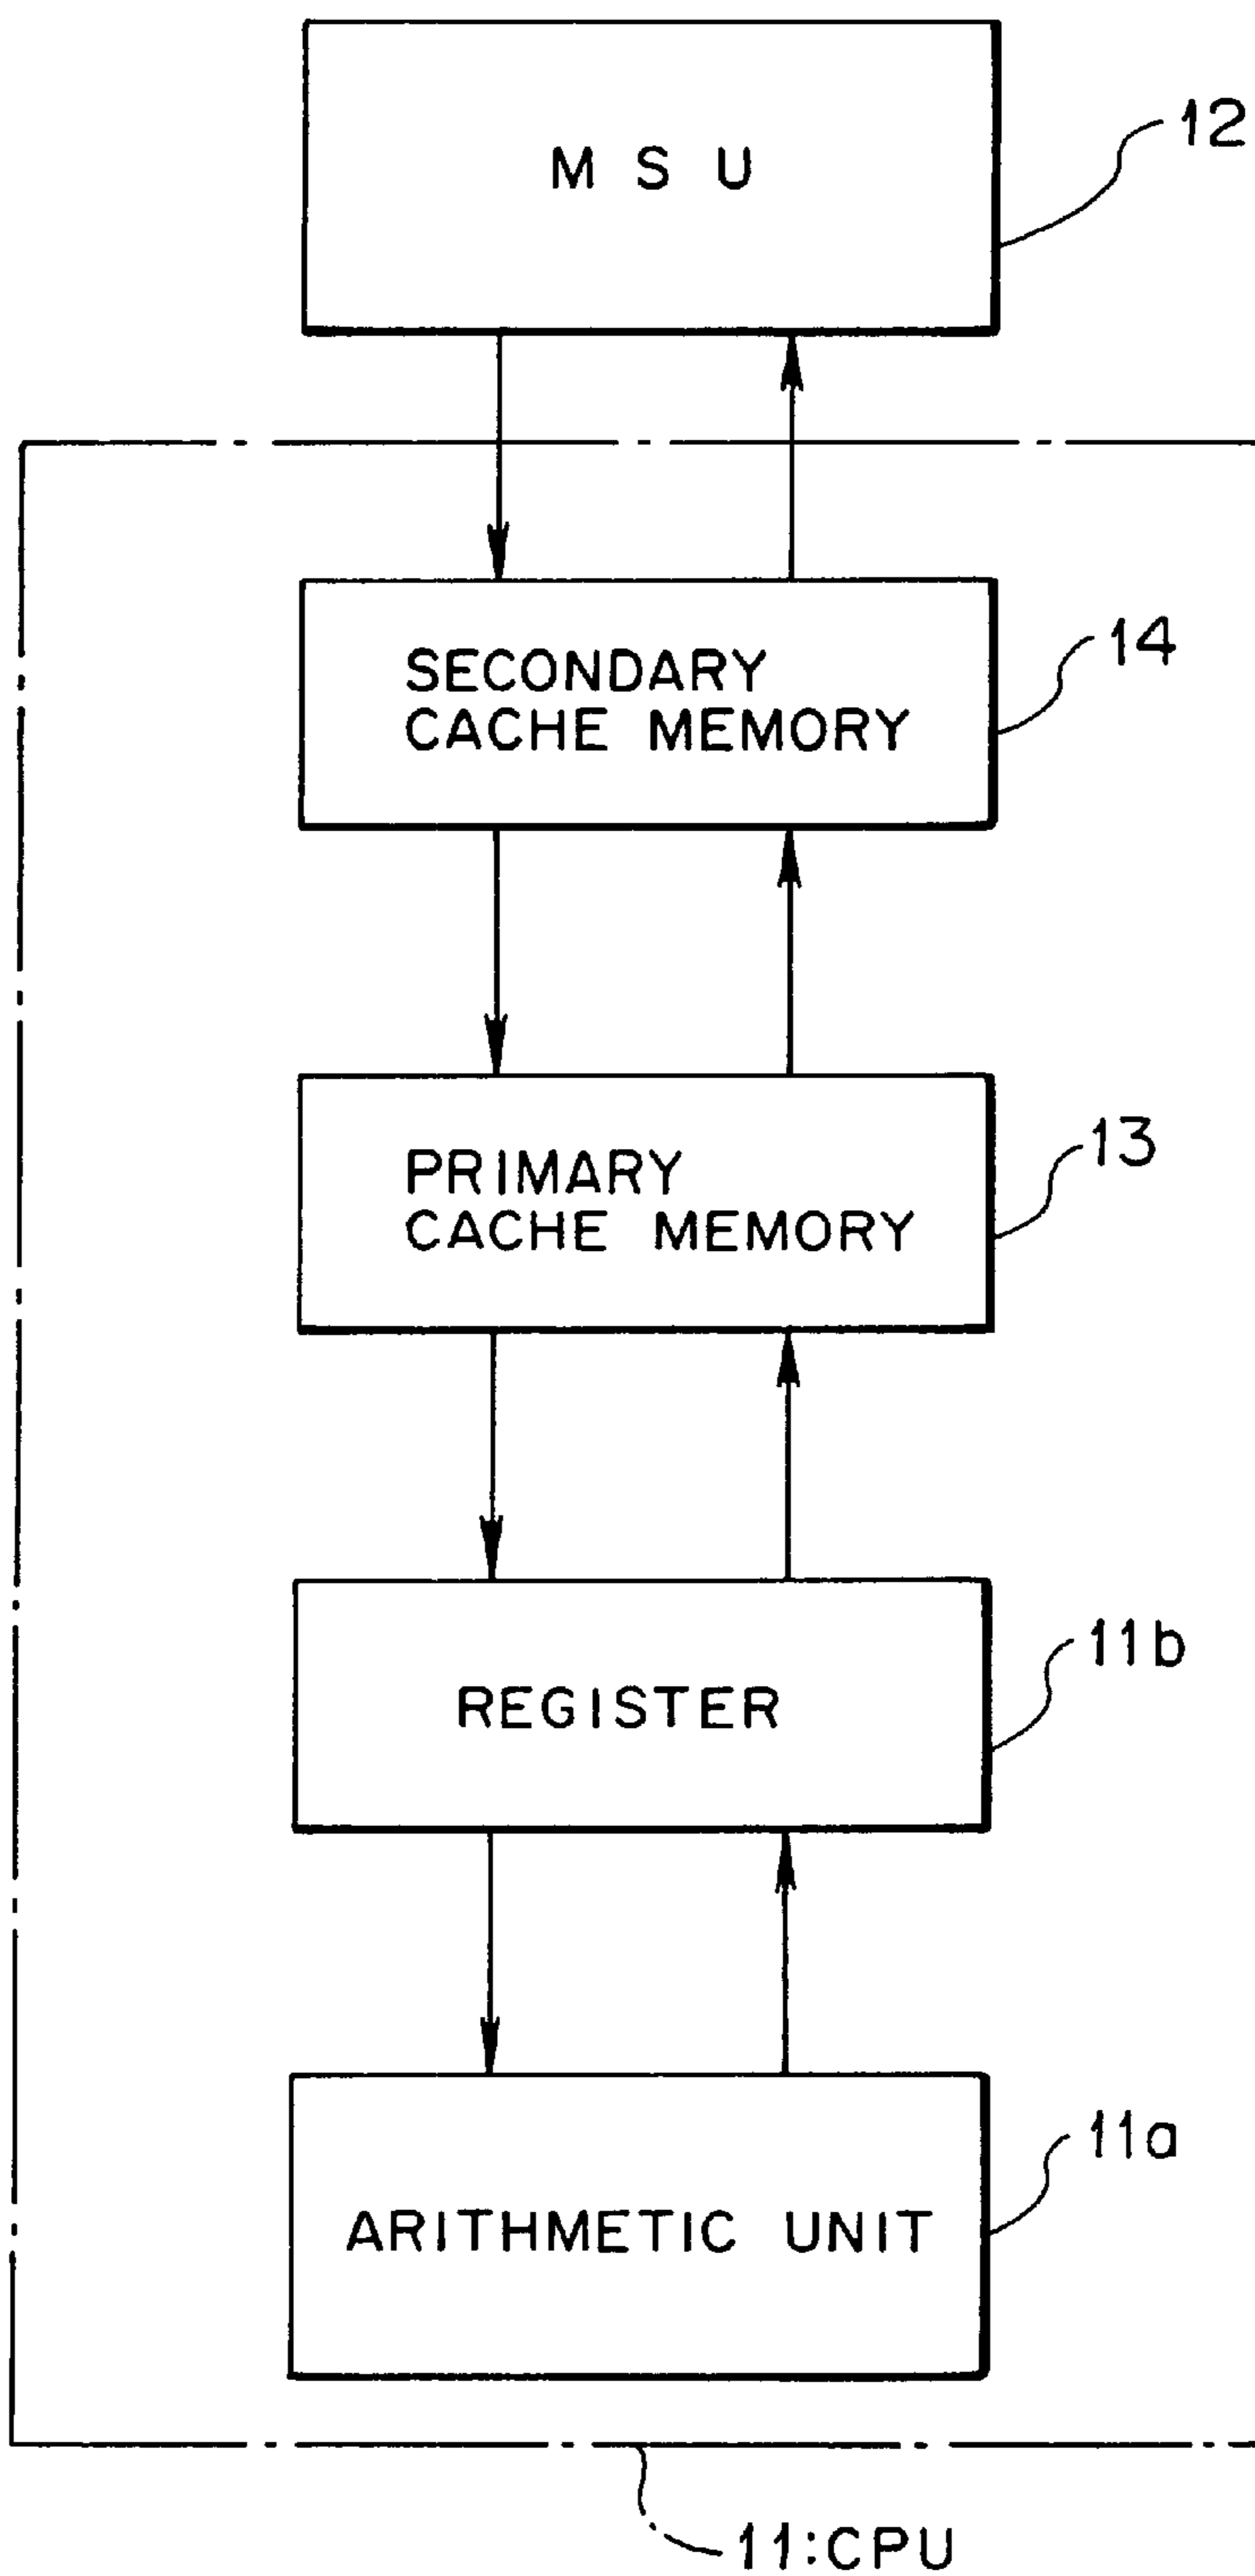 M S U
12
SECONDARY
CACHE MEMORY
14
PRIMARY
CACHE MEMORY
13
REGISTER
11b
ARITHMETIC UNIT
11a
11:CPU